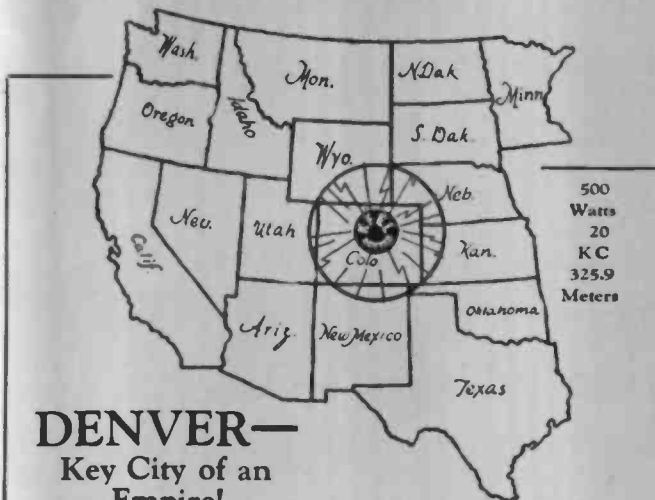 Wash.
Mon.
N.Dak
Minn
Oregon
Idaho
S. Dak.
Wyo.
Neb.
500
Watts
20
KC
325.9
Meters
Nev.
Utah
Colo
Kan.
Calif.
Ariz.
New Mexico
Oklahoma
Texas
DENVER—
Key City of an
Empire!